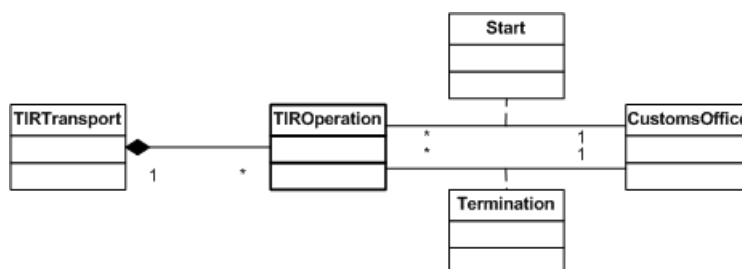 Start
TIRTransport
TIROperation
CustomsOffice
* 1
* 1
1 *
Termination